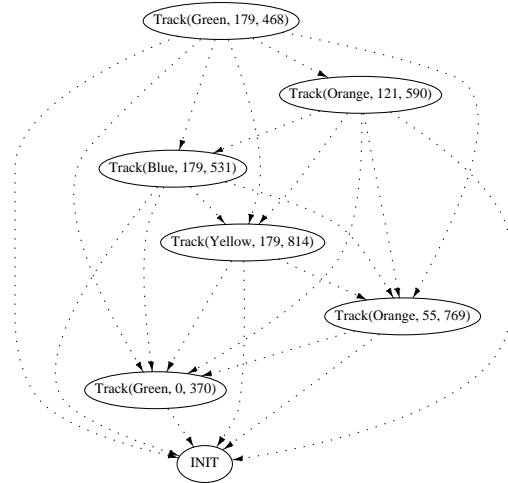 Track(Green, 179, 468)
Track(Orange, 121, 590)
Track(Blue, 179, 531)
Track(Yellow, 179, 814)
Track(Orange, 55, 769)
Track(Green, 0, 370)
INIT